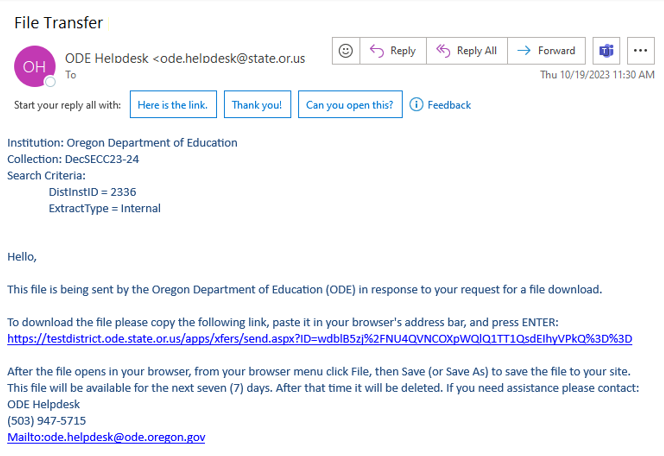 File Transfer
OH
ODE Helpdesk <ode.helpdesk@state.or.us
To
Reply
Reply All
Forward
Thu 10/19/2023 11:30 AM
Start your reply all with:
Here is the link.
Thank you!
Can you open this?
Feedback
Institution: Oregon Department of Education
Collection: DecSECC23-24
Search Criteria:
DistInstID = 2336
ExtractType = Internal
Hello,
This file is being sent by the Oregon Department of Education (ODE) in response to your request for a file download.
To download the file please copy the following link, paste it in your browser's address bar, and press ENTER:
https://testdistrict.ode.state.or.us/apps/xfers/send.aspx?ID=wdblB5zj%2FNU4QVNCOXpWQlQ1TT1QsdEIhyVPkQ%3D%3D
After the file opens in your browser, from your browser menu click File, then Save (or Save As) to save the file to your site.
This file will be available for the next seven (7) days. After that time it will be deleted. If you need assistance please contact:
ODE Helpdesk
(503) 947-5715
Mailto:ode.helpdesk@ode.oregon.gov